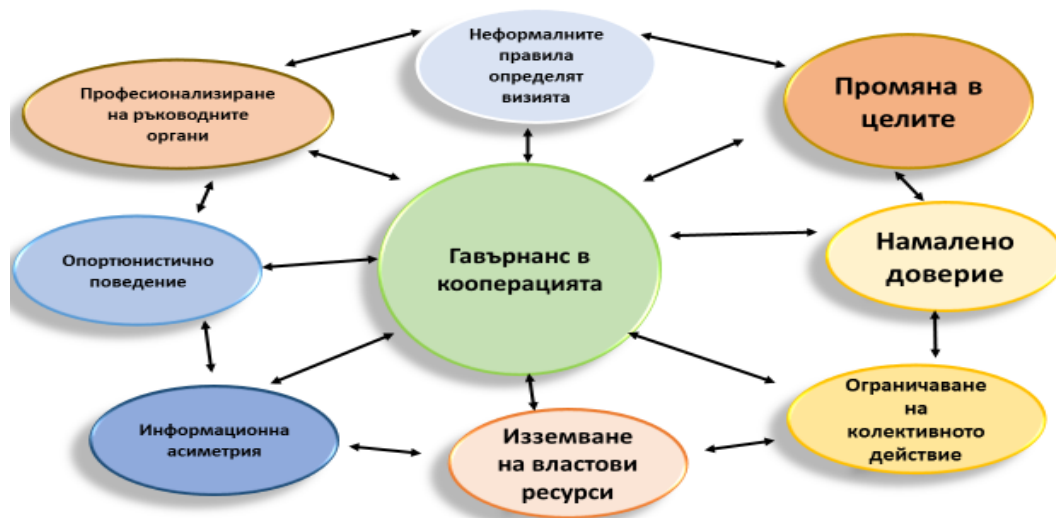 Неформалните
правила
определят
визията
Промяна в
целите
Професионализиране
на ръководните
органи
Гавърнанс в
кооперацията
Намалено
доверие
Опортюнистично
поведение
Ограничаване
на
колективното
действие
Информационна
асиметрия
Изземване
на властови
ресурси